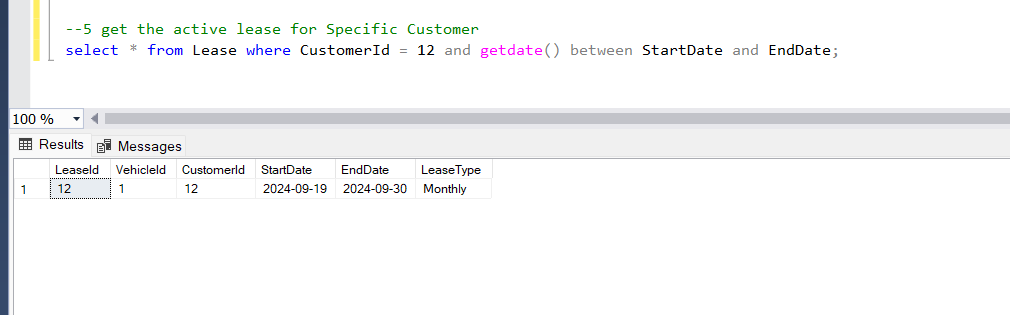 --5 get the active lease for Specific Customer
select * from Lease where CustomerId = 12 and getdate() between StartDate and EndDate;
100 %
Results Messages
LeaseId VehicleId CustomerId StartDate EndDate LeaseType
1 12 1 12 2024-09-19 2024-09-30 Monthly